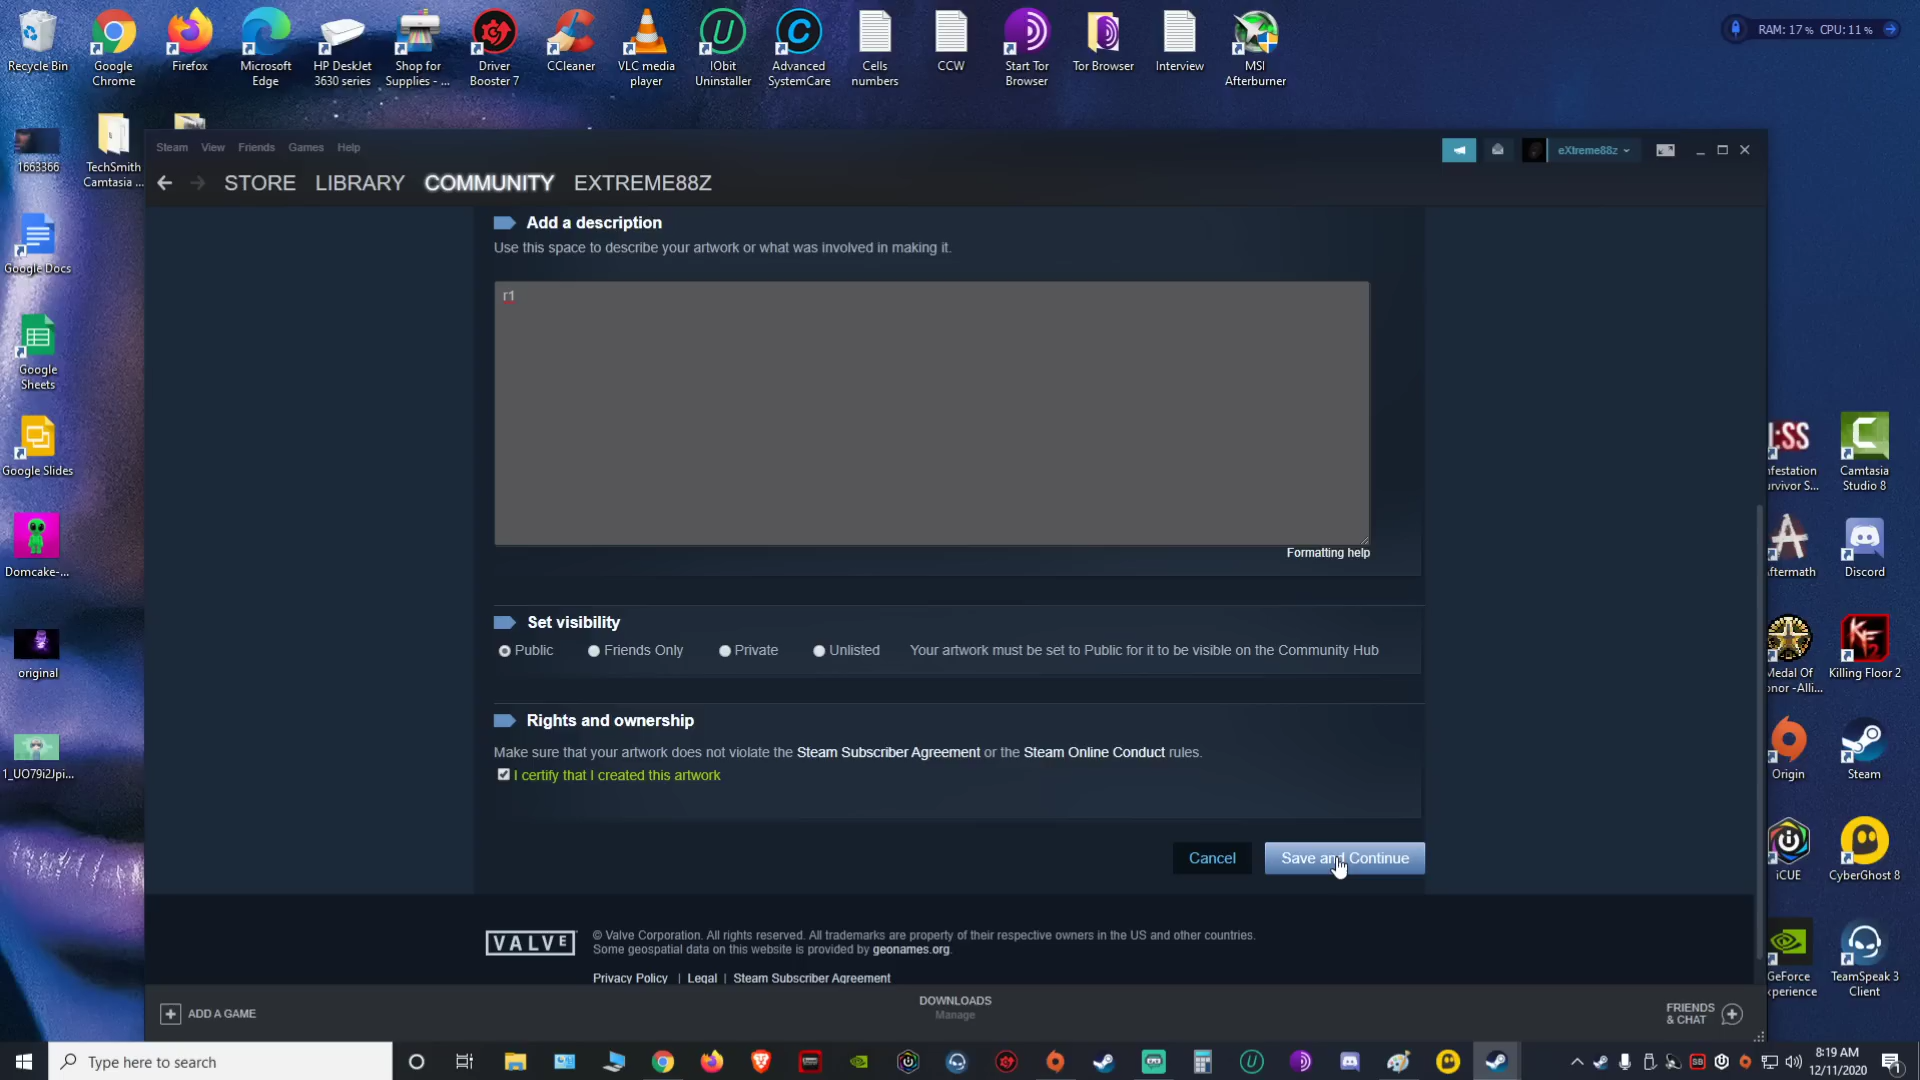 Recycle Bin
Google Chrome
Firefox
Microsoft Edge
HP DeskJet 3630 series
Shop for Supplies - ...
Driver Booster 7
CCleaner
VLC media player
IObit Uninstaller
Advanced SystemCare
Cells numbers
CCW
Start Tor Browser
Tor Browser
Interview
MSI Afterburner
RAM: 17 % CPU: 11 %
1663366
TechSmith Camtasia ...
Google Docs
Google Sheets
Google Slides
Domcake-...
original
1_UO79i2Jpi...
Steam View Friends Games Help
eXtreme88z
STORE LIBRARY COMMUNITY EXTREME88Z
Add a description
Use this space to describe your artwork or what was involved in making it.
r1
Formatting help
Set visibility
Public Friends Only Private Unlisted Your artwork must be set to Public for it to be visible on the Community Hub
Rights and ownership
Make sure that your artwork does not violate the Steam Subscriber Agreement or the Steam Online Conduct rules.
I certify that I created this artwork
Cancel Save and Continue
VALVE
© Valve Corporation. All rights reserved. All trademarks are property of their respective owners in the US and other countries.
Some geospatial data on this website is provided by geonames.org.
Privacy Policy | Legal | Steam Subscriber Agreement
ADD A GAME
DOWNLOADS
Manage
FRIENDS & CHAT
I:SS
nfestation urvivor S...
Camtasia Studio 8
Aftermath
Discord
Medal Of onor -Alli...
Killing Floor 2
Origin
Steam
iCUE
CyberGhost 8
GeForce xperience
TeamSpeak 3 Client
Type here to search
8:19 AM
12/11/2020